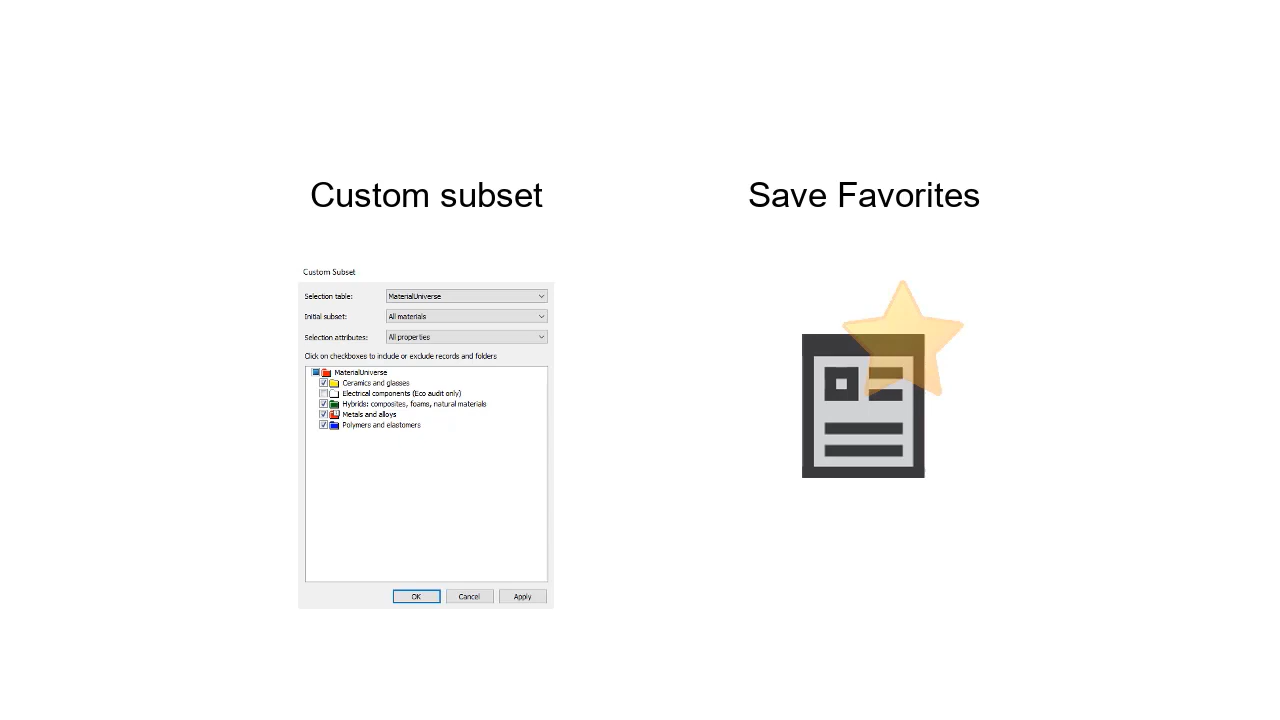 Custom subset
Save Favorites
Custom Subset
Selection table: MaterialUniverse
Initial subset: All materials
Selection attributes: All properties
Click on checkboxes to include or exclude records and folders
MaterialUniverse
Ceramics and glasses
Electrical components (Eco audit only)
Hybrids: composites, foams, natural materials
Metals and alloys
Polymers and elastomers
OK Cancel Apply